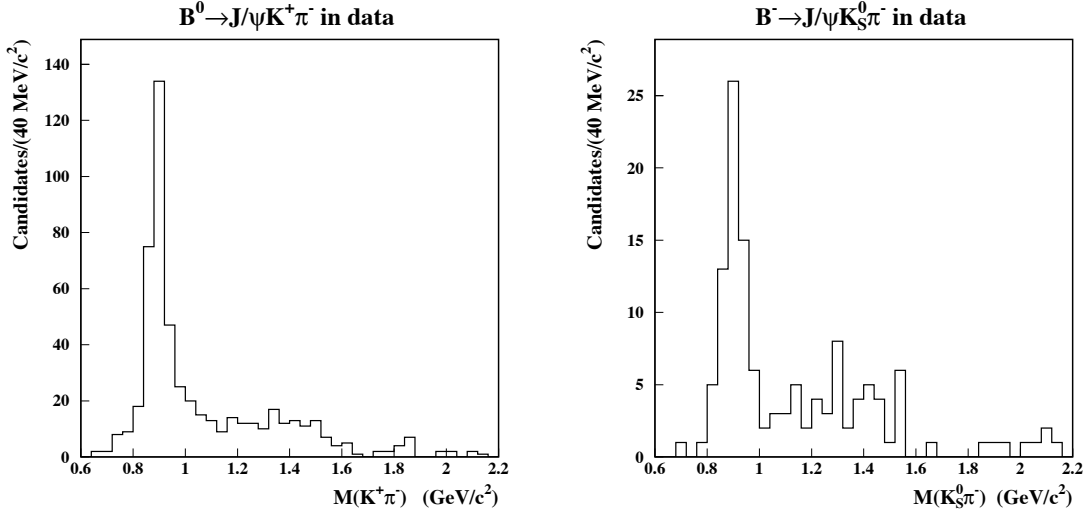 B⁰→J/ψK⁺π⁻ in data
Candidates/(40 MeV/c²)
140
120
100
80
60
40
20
0
0.6 0.8 1 1.2 1.4 1.6 1.8 2 2.2
M(K⁺π⁻) (GeV/c²)
B⁻→J/ψK⁰_Sπ⁻ in data
Candidates/(40 MeV/c²)
25
20
15
10
5
0
0.6 0.8 1 1.2 1.4 1.6 1.8 2 2.2
M(K⁰_Sπ⁻) (GeV/c²)